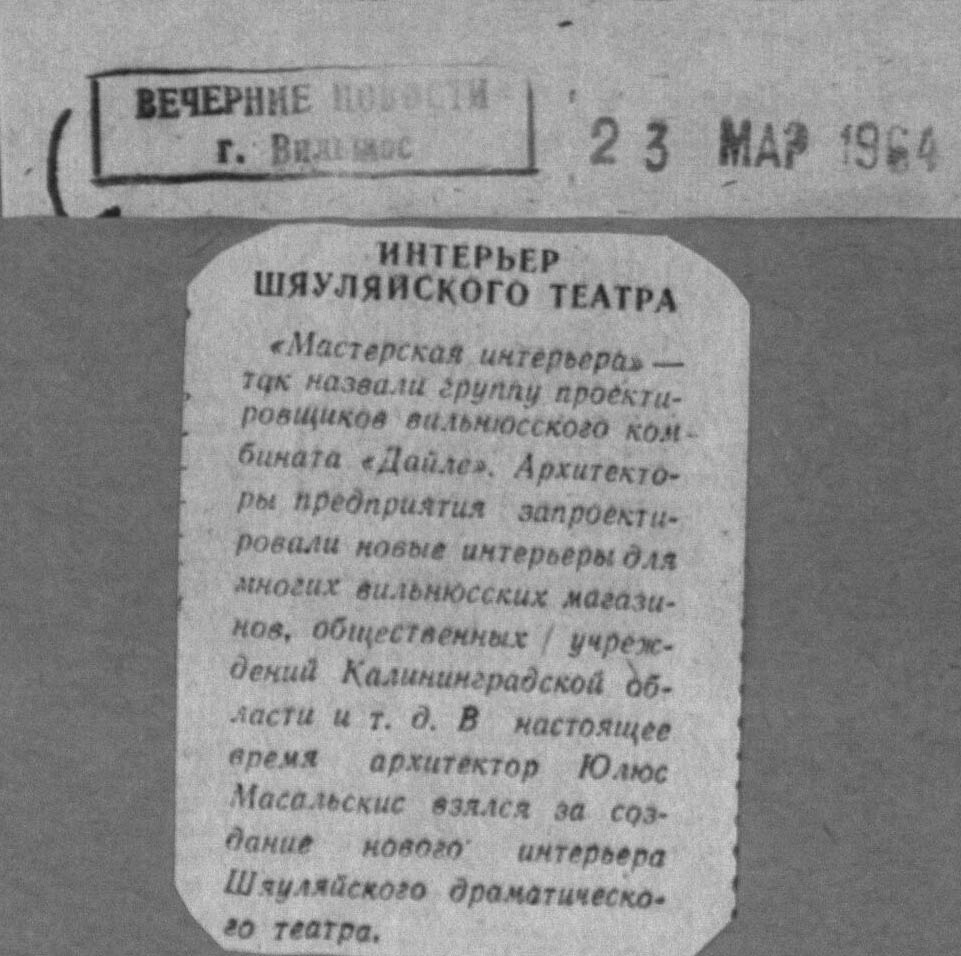 ВЕЧЕРНИЕ НОВОСТИ
г. Вильнюс
23 МАР 1964
ИНТЕРЬЕР
ШЯУЛЯЙСКОГО ТЕАТРА
«Мастерская интерьера» —
так назвали группу проекти-
ровщиков вильнюсского ком-
бината «Дайле». Архитекто-
ры предприятия запроекти-
ровали новые интерьеры для
многих вильнюсских магази-
нов, общественных учреж-
дений Калининградской об-
ласти и т. д. В настоящее
время архитектор Юлюс
Масальскис взялся за соз-
дание нового интерьера
Шяуляйского драматическо-
го театра.